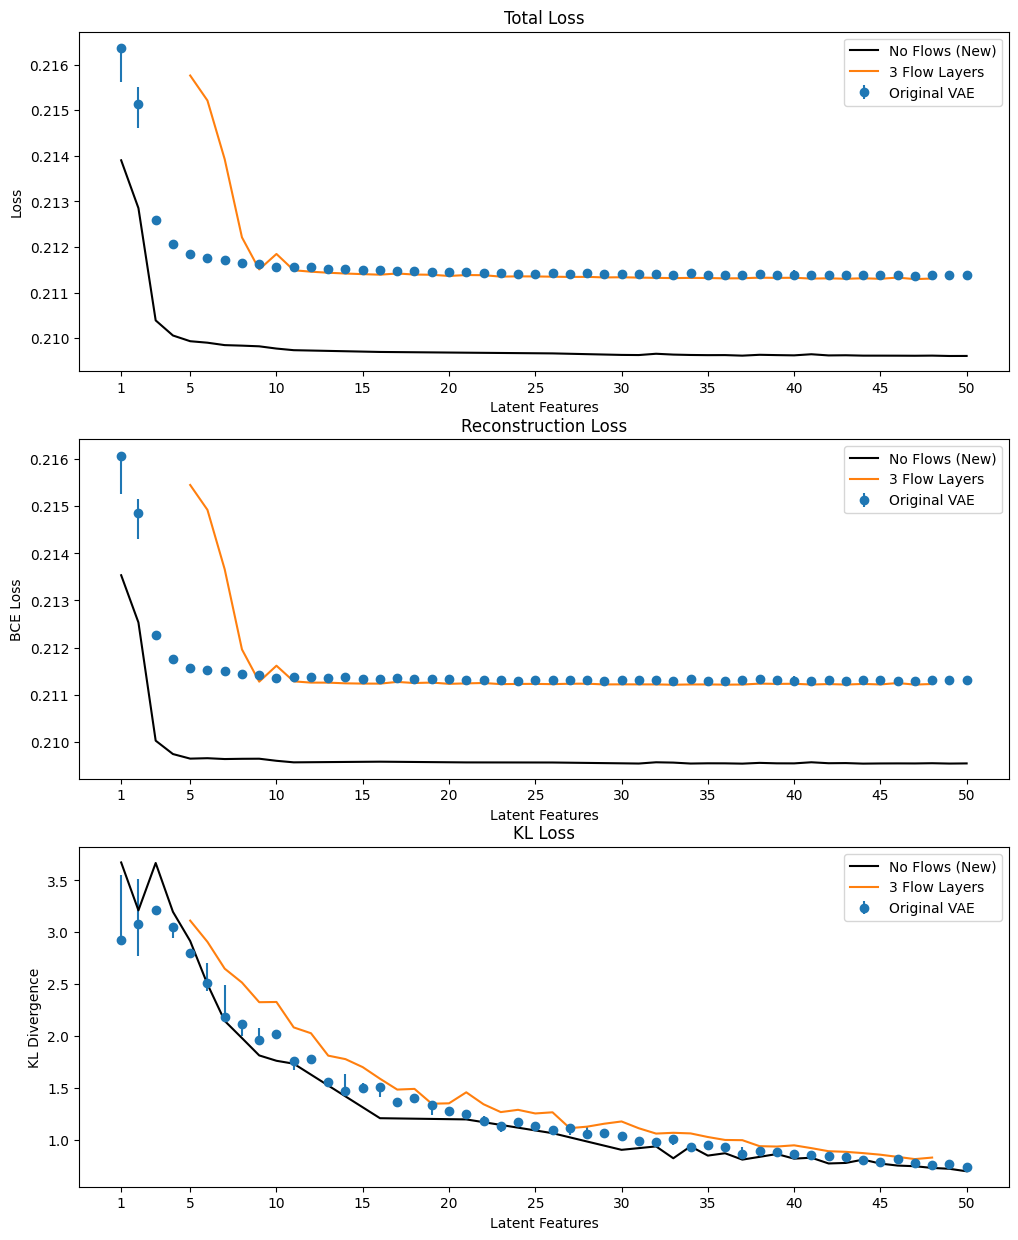 Total Loss
No Flows (New)
3 Flow Layers
Original VAE
0.216
0.215
0.214
0.213
0.212
0.211
0.210
Loss
1 5 10 15 20 25 30 35 40 45 50
Latent Features
Reconstruction Loss
No Flows (New)
3 Flow Layers
Original VAE
0.216
0.215
0.214
0.213
0.212
0.211
0.210
BCE Loss
1 5 10 15 20 25 30 35 40 45 50
Latent Features
KL Loss
No Flows (New)
3 Flow Layers
Original VAE
3.5
3.0
2.5
2.0
1.5
1.0
KL Divergence
1 5 10 15 20 25 30 35 40 45 50
Latent Features